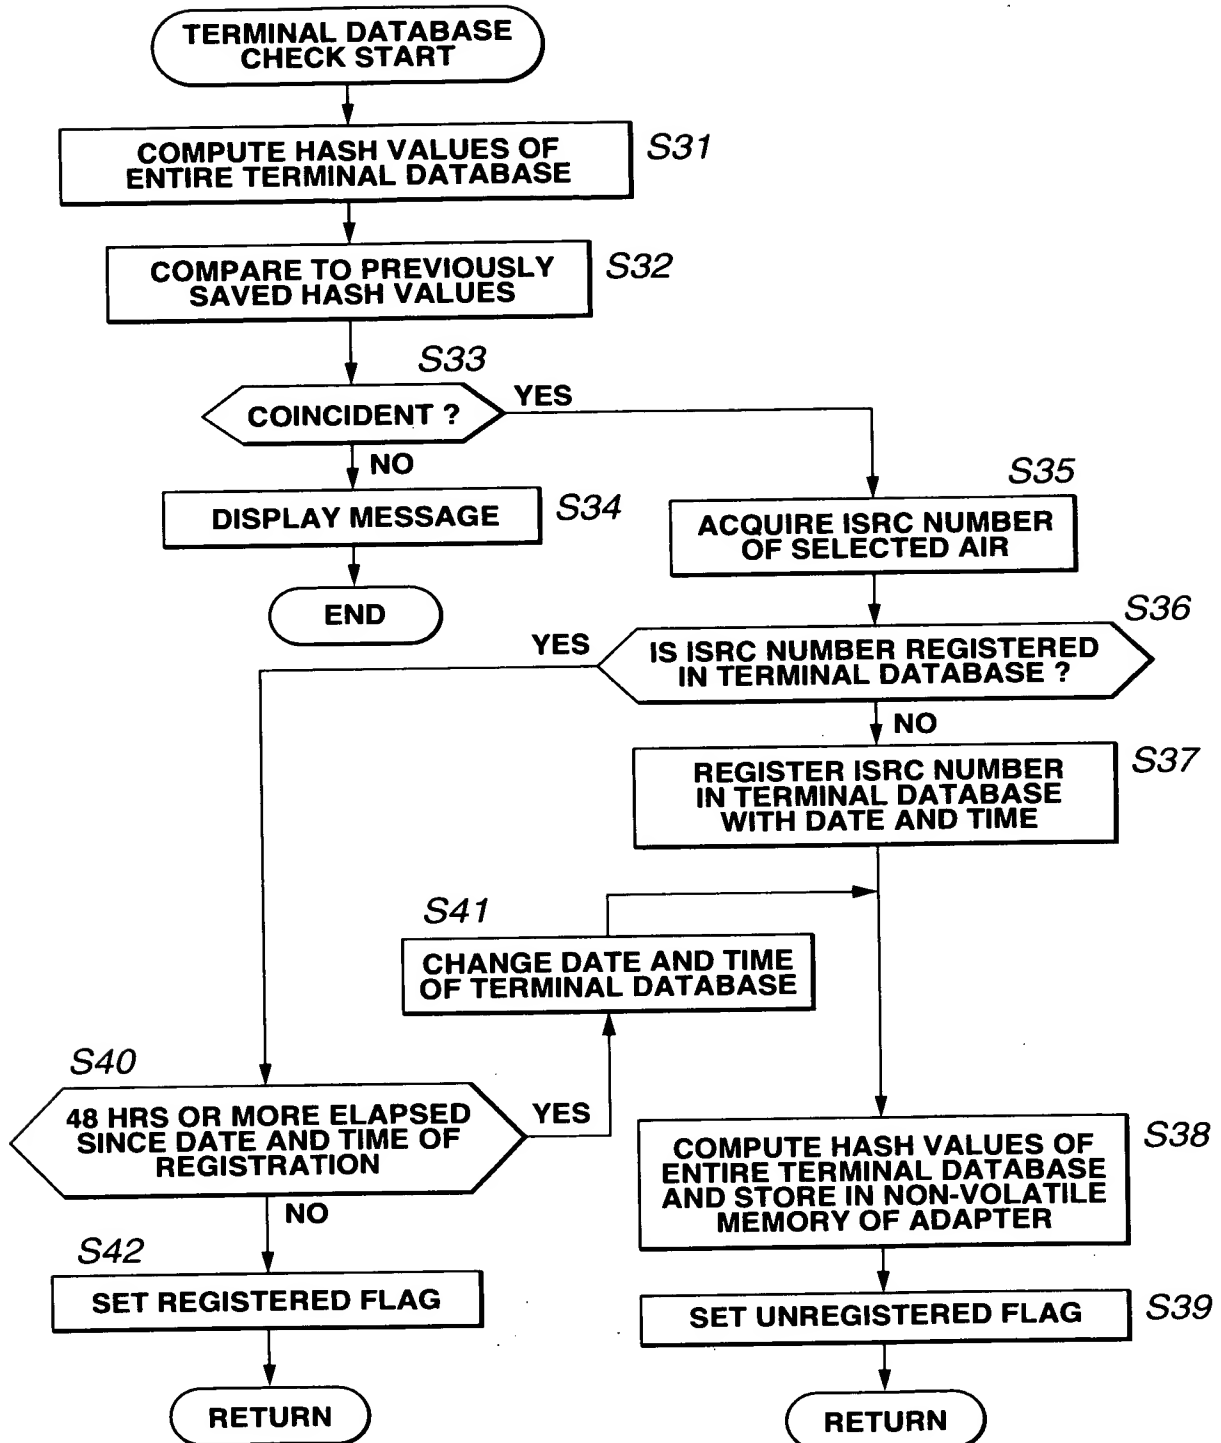 TERMINAL DATABASE
CHECK START
COMPUTE HASH VALUES OF
ENTIRE TERMINAL DATABASE
S31
COMPARE TO PREVIOUSLY
SAVED HASH VALUES
S32
S33
COINCIDENT ?
YES
NO
DISPLAY MESSAGE
S34
END
S35
ACQUIRE ISRC NUMBER
OF SELECTED AIR
S36
IS ISRC NUMBER REGISTERED
IN TERMINAL DATABASE ?
YES
NO
REGISTER ISRC NUMBER
IN TERMINAL DATABASE
WITH DATE AND TIME
S37
S41
CHANGE DATE AND TIME
OF TERMINAL DATABASE
S40
48 HRS OR MORE ELAPSED
SINCE DATE AND TIME OF
REGISTRATION
YES
NO
COMPUTE HASH VALUES OF
ENTIRE TERMINAL DATABASE
AND STORE IN NON-VOLATILE
MEMORY OF ADAPTER
S38
S42
SET REGISTERED FLAG
SET UNREGISTERED FLAG
S39
RETURN
RETURN